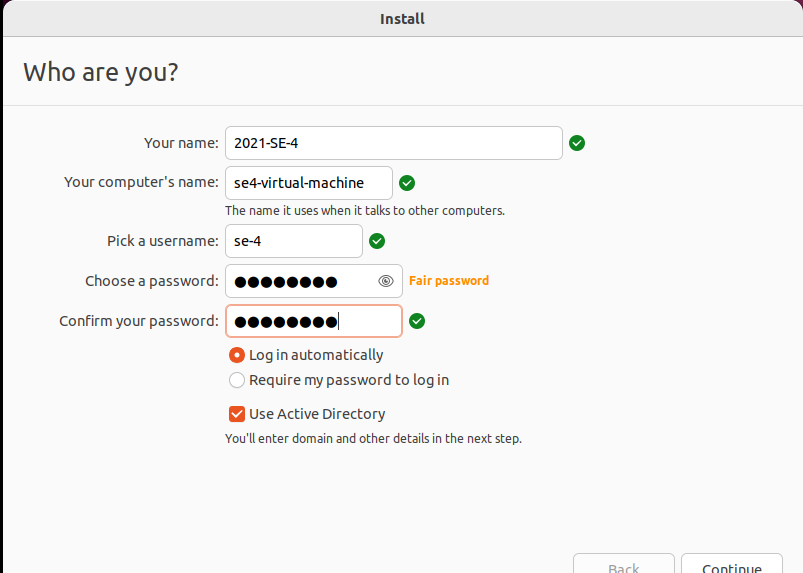 Install
Who are you?
Your name: 2021-SE-4
Your computer's name: se4-virtual-machine
The name it uses when it talks to other computers.
Pick a username: se-4
Choose a password: ●●●●●●●● Fair password
Confirm your password: ●●●●●●●●
Log in automatically
Require my password to log in
Use Active Directory
You'll enter domain and other details in the next step.
Back Continue